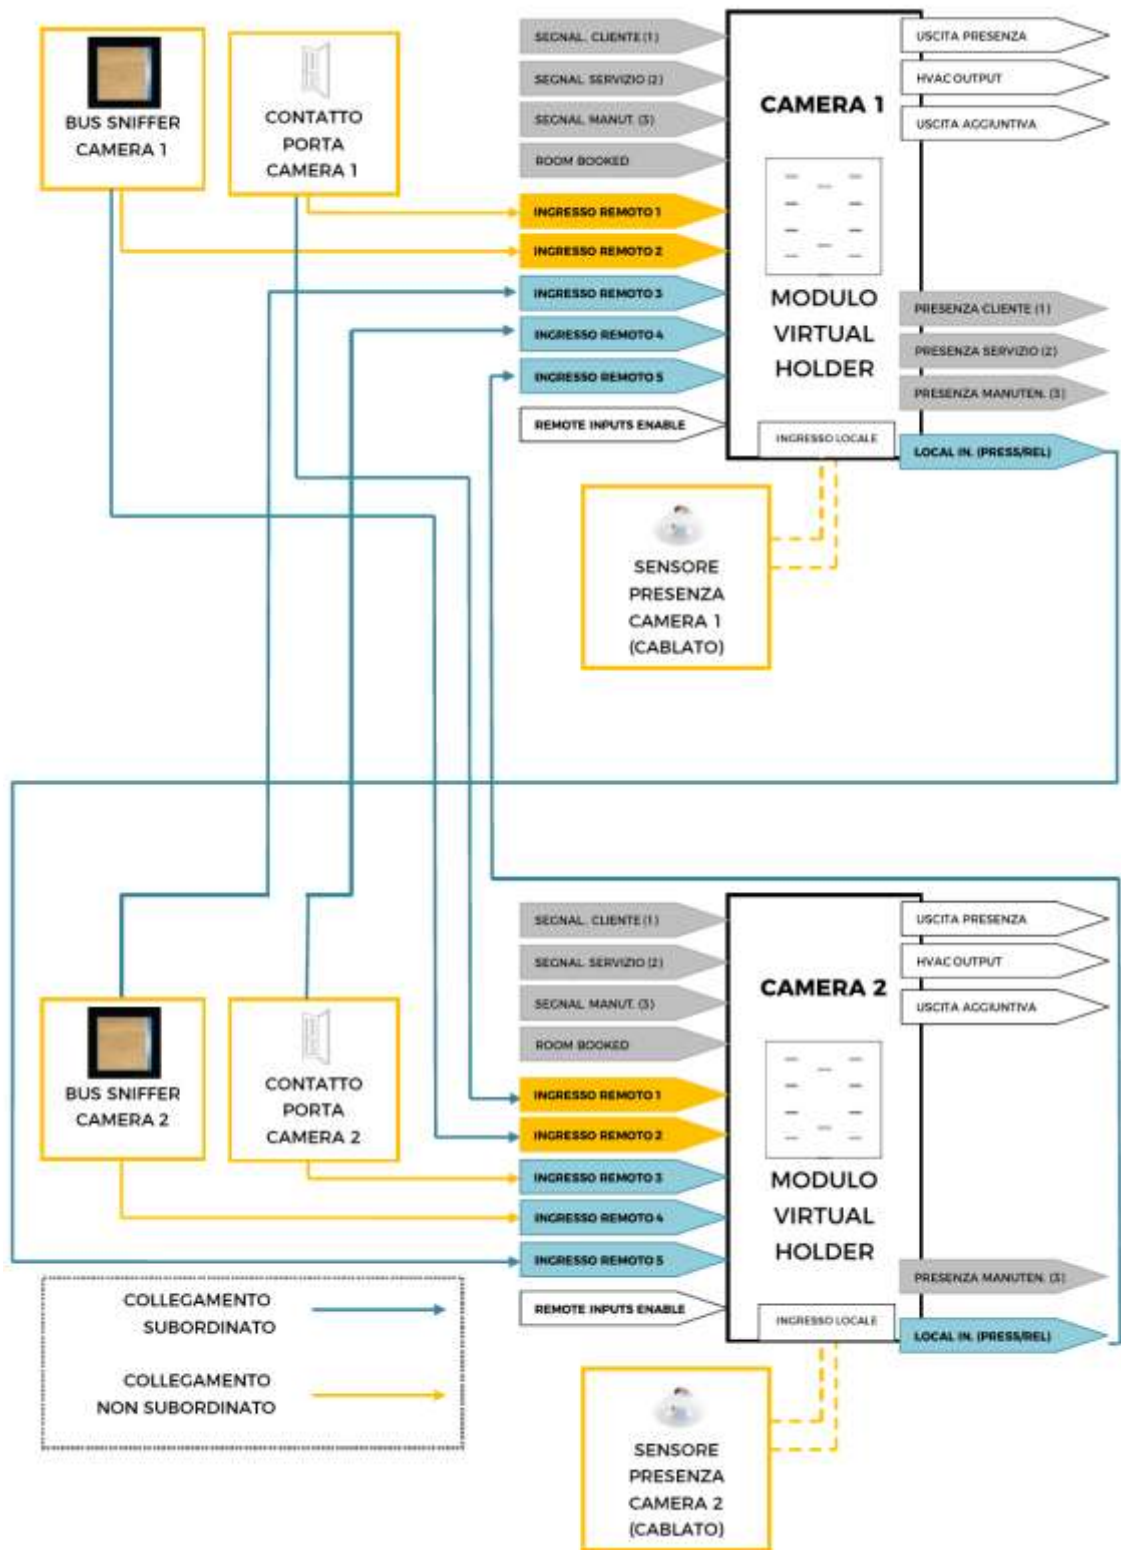 BUS SNIFFER
CAMERA 1
CONTATTO
PORTA
CAMERA 1
SEGNAL. CLIENTE (1)
SEGNAL. SERVIZIO (2)
SEGNAL. MANUT. (3)
ROOM BOOKED
INGRESSO REMOTO 1
INGRESSO REMOTO 2
INGRESSO REMOTO 3
INGRESSO REMOTO 4
INGRESSO REMOTO 5
REMOTE INPUTS ENABLE
CAMERA 1
MODULO
VIRTUAL
HOLDER
INGRESSO LOCALE
USCITA PRESENZA
HVAC OUTPUT
USCITA AGGIUNTIVA
PRESENZA CLIENTE (1)
PRESENZA SERVIZIO (2)
PRESENZA MANUTEN. (3)
LOCAL IN. (PRESS/REL)
SENSORE
PRESENZA
CAMERA 1
(CABLATO)
BUS SNIFFER
CAMERA 2
CONTATTO
PORTA
CAMERA 2
SEGNAL. CLIENTE (1)
SEGNAL. SERVIZIO (2)
SEGNAL. MANUT. (3)
ROOM BOOKED
INGRESSO REMOTO 1
INGRESSO REMOTO 2
INGRESSO REMOTO 3
INGRESSO REMOTO 4
INGRESSO REMOTO 5
REMOTE INPUTS ENABLE
CAMERA 2
MODULO
VIRTUAL
HOLDER
INGRESSO LOCALE
USCITA PRESENZA
HVAC OUTPUT
USCITA AGGIUNTIVA
PRESENZA MANUTEN. (3)
LOCAL IN. (PRESS/REL)
COLLEGAMENTO
SUBORDINATO
COLLEGAMENTO
NON SUBORDINATO
SENSORE
PRESENZA
CAMERA 2
(CABLATO)